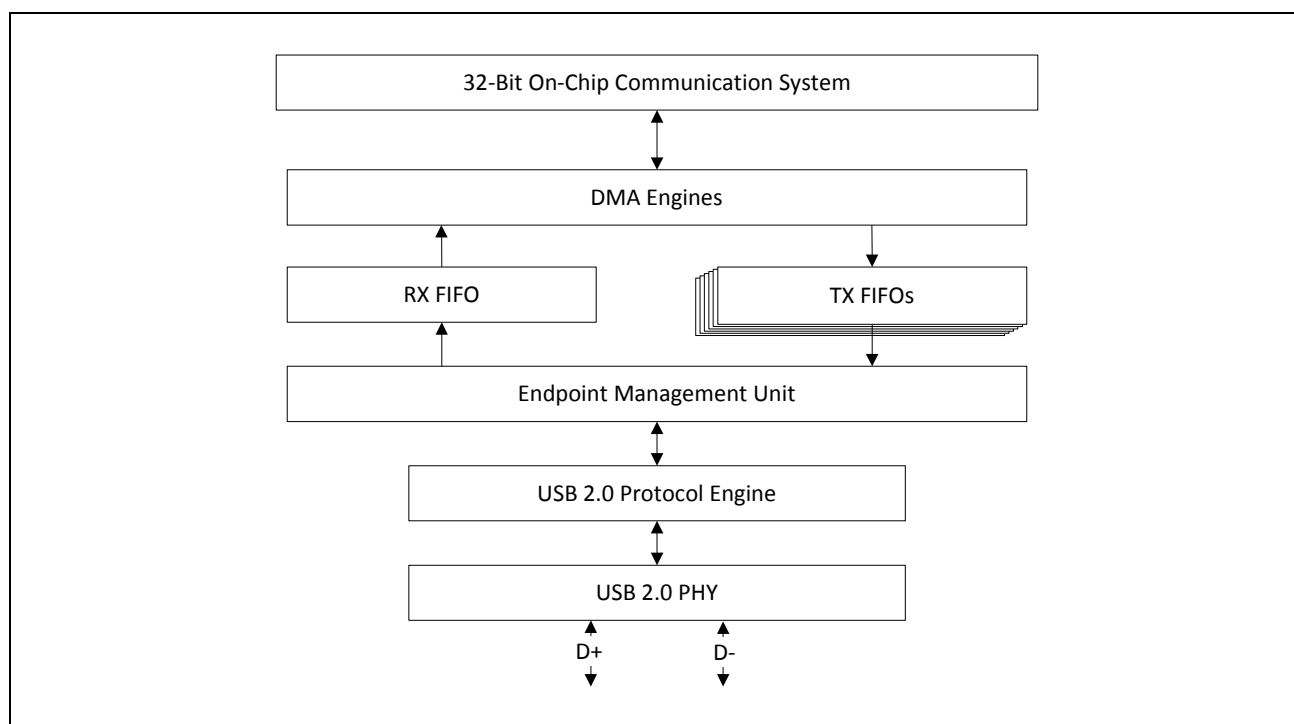 32-Bit On-Chip Communication System
DMA Engines
RX FIFO
TX FIFOs
Endpoint Management Unit
USB 2.0 Protocol Engine
USB 2.0 PHY
D+
D-